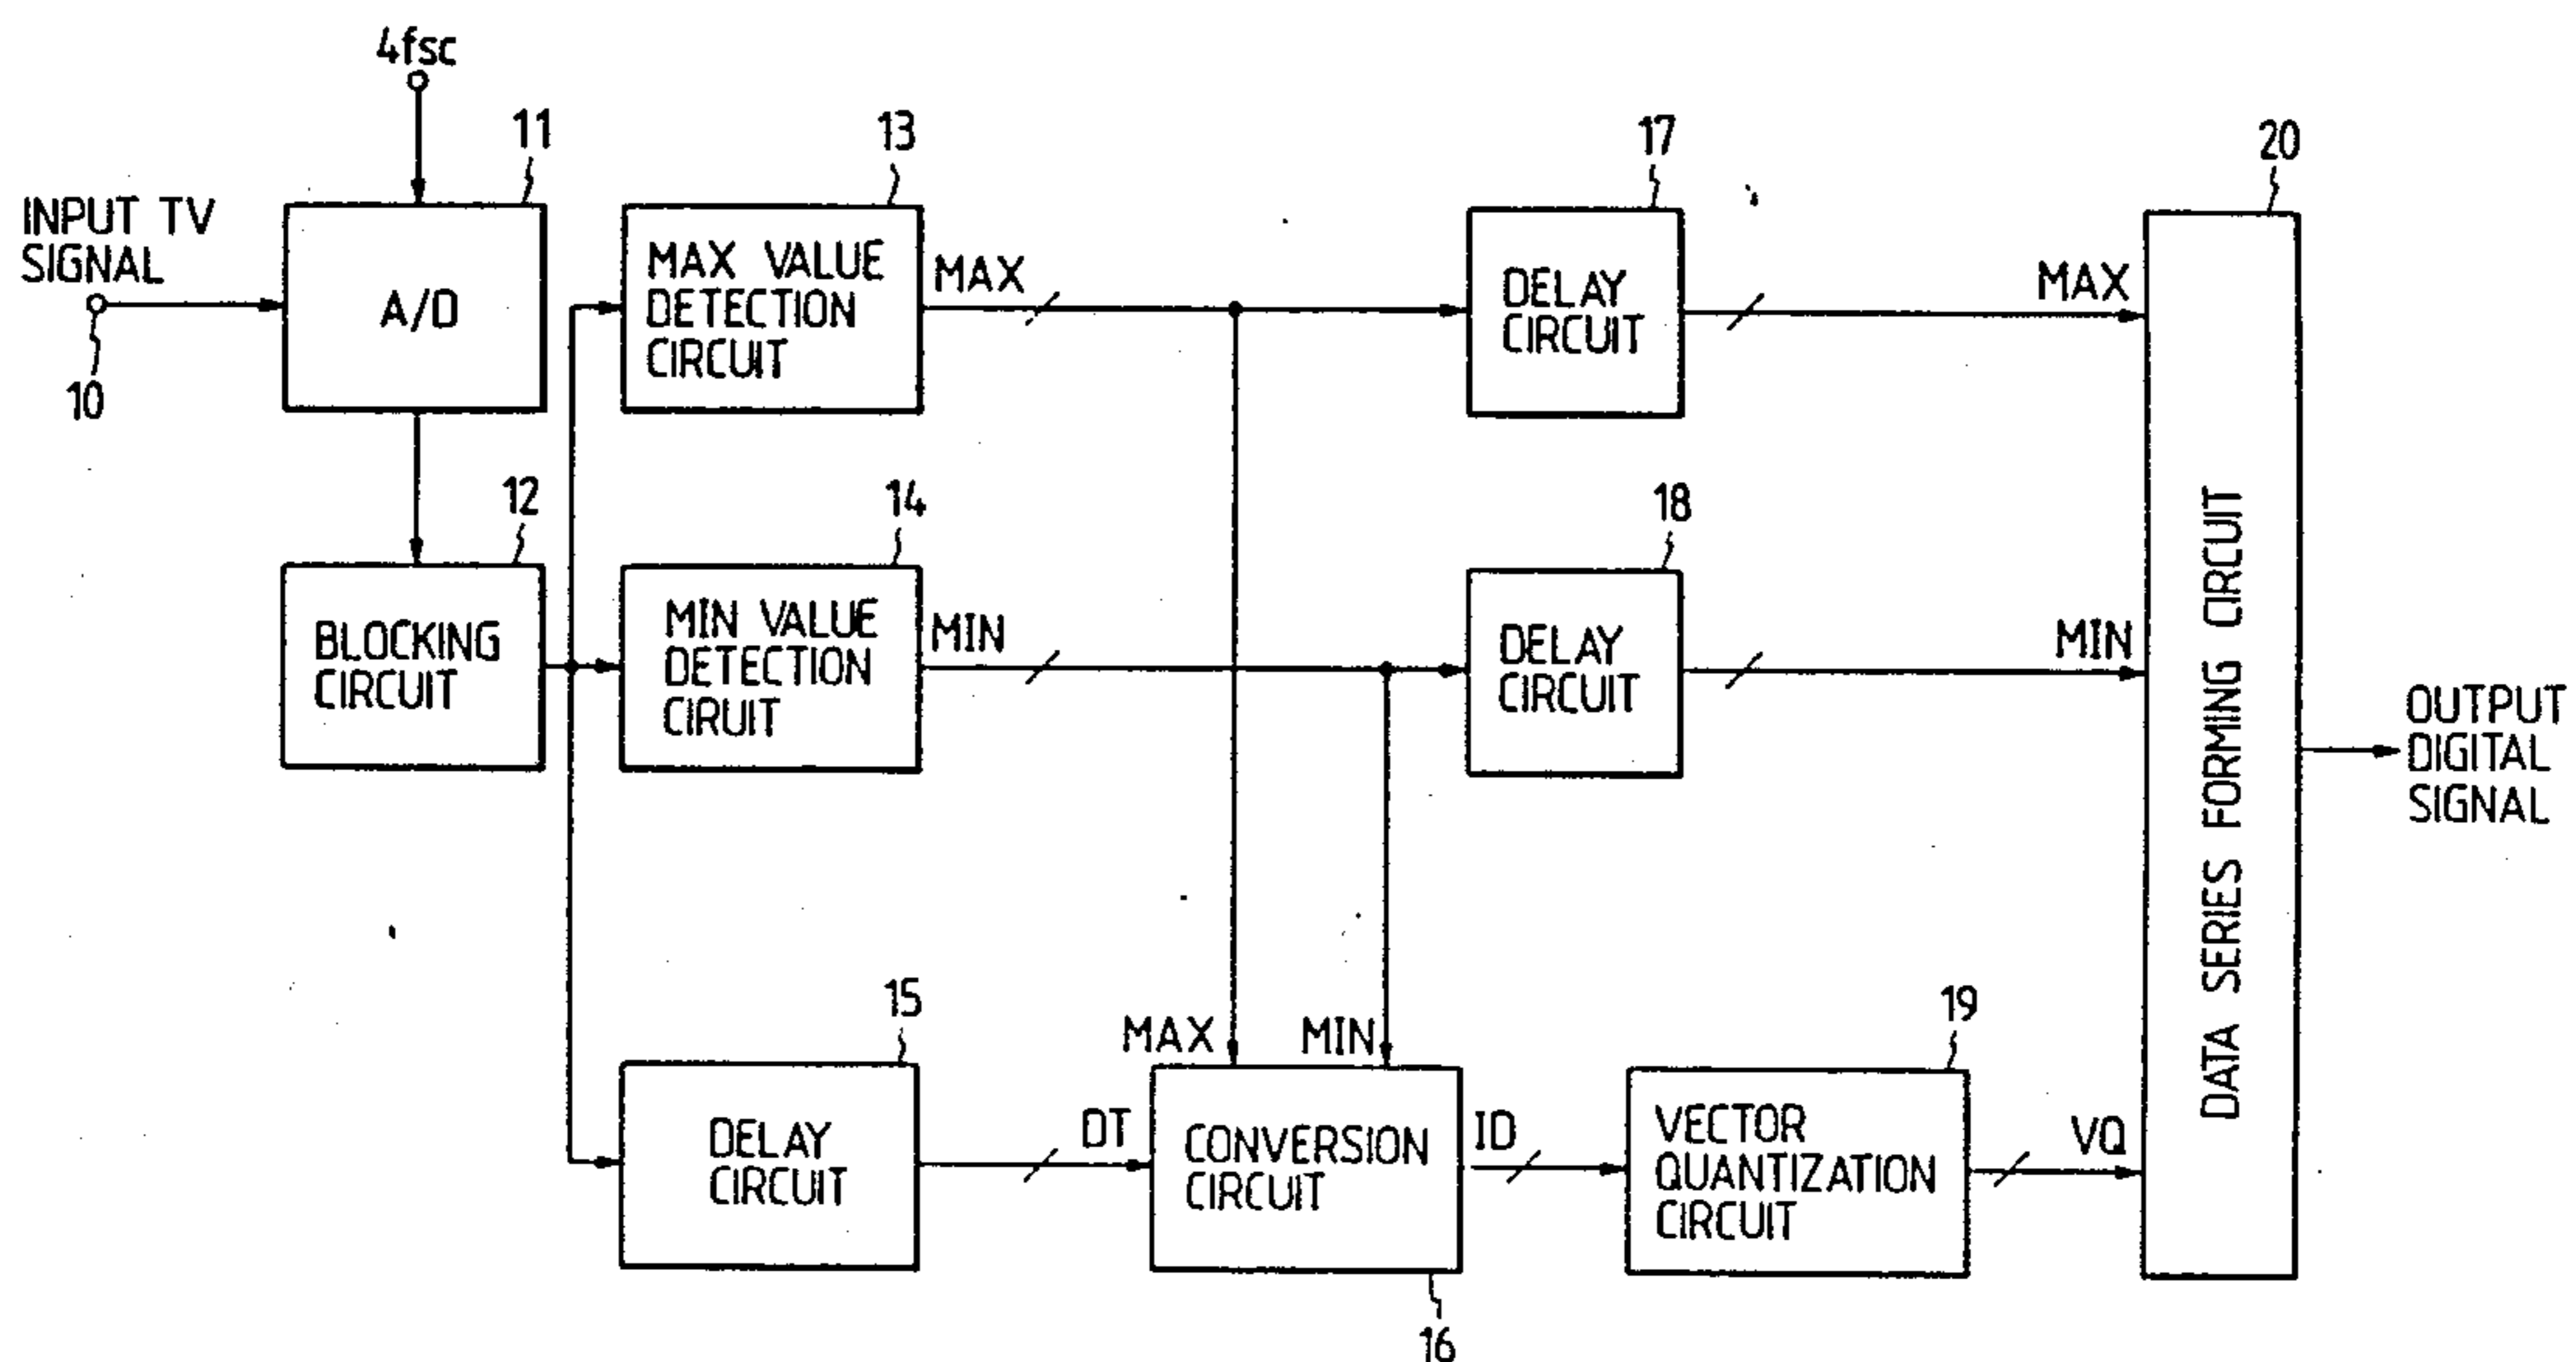 4fsc
11
13
17
20
INPUT TV
SIGNAL
10
A/D
MAX VALUE
DETECTION
CIRCUIT
MAX
DELAY
CIRCUIT
MAX
12
14
18
BLOCKING
CIRCUIT
MIN VALUE
DETECTION
CIRUIT
MIN
DELAY
CIRCUIT
MIN
DATA SERIES FORMING CIRCUIT
OUTPUT
DIGITAL
SIGNAL
15
MAX
MIN
19
DELAY
CIRCUIT
DT
CONVERSION
CIRCUIT
ID
VECTOR
QUANTIZATION
CIRCUIT
VQ
16